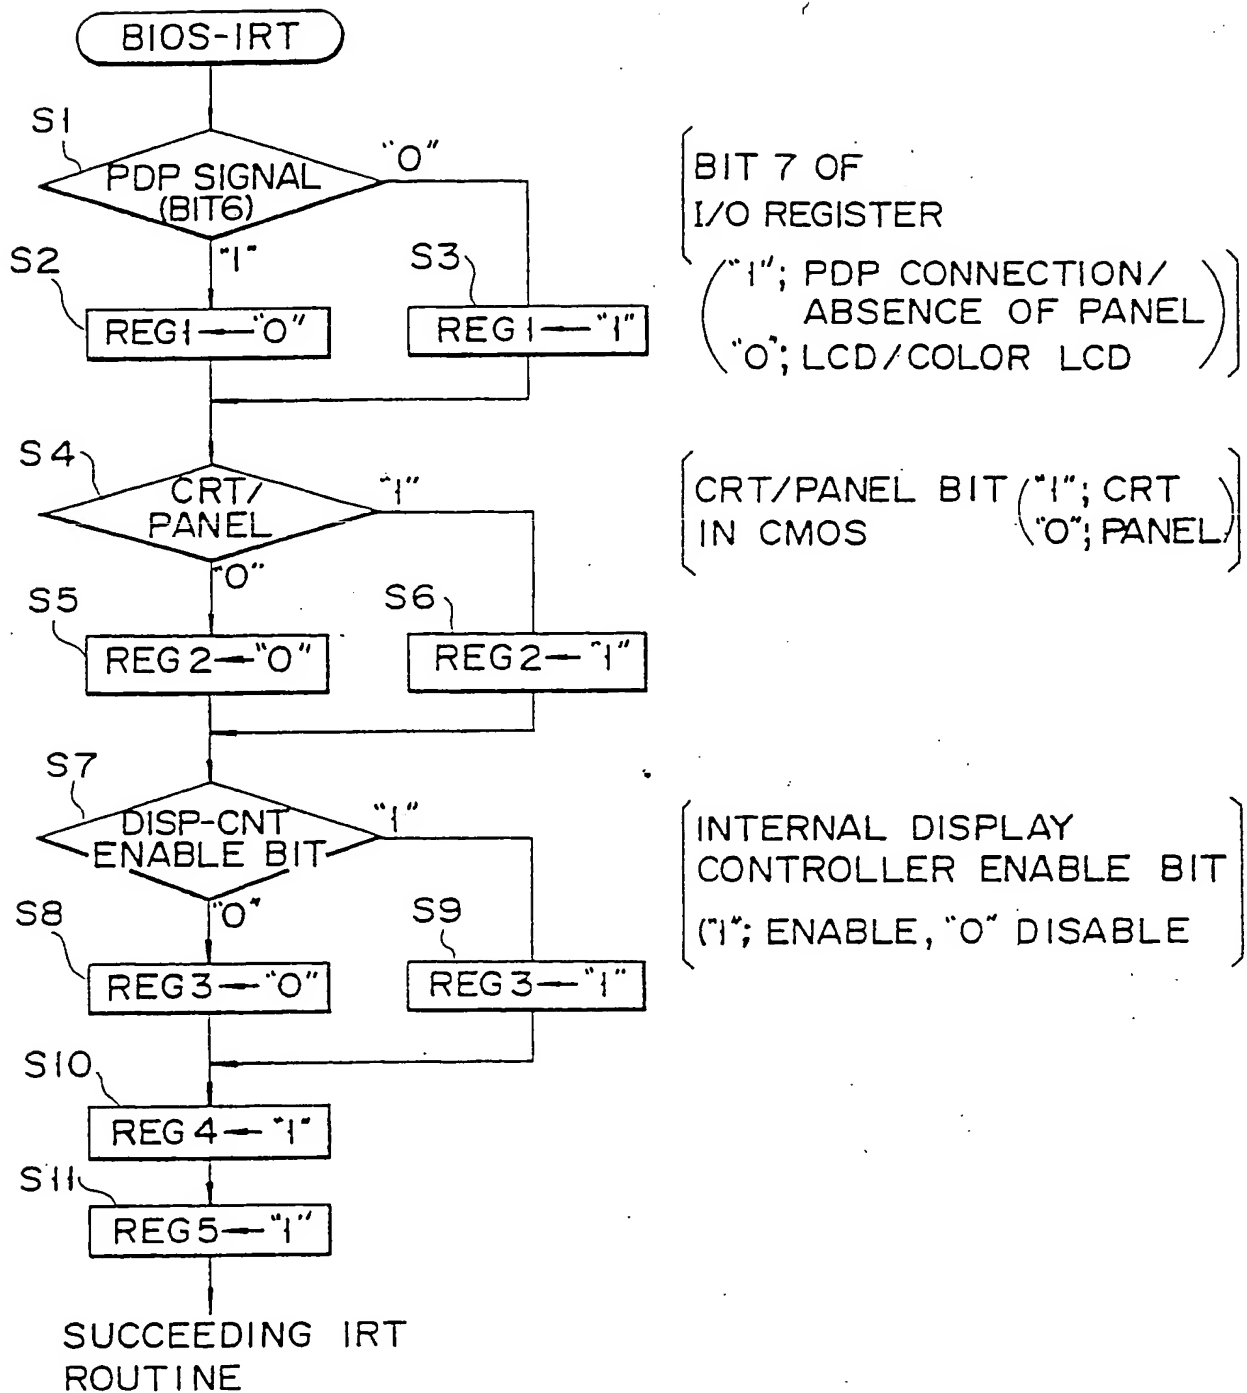 BIOS-IRT
S1
PDP SIGNAL
(BIT6)
"0"
"1"
S2
REG1 ← "0"
S3
REG1 ← "1"
BIT 7 OF
I/O REGISTER
"1"; PDP CONNECTION/
ABSENCE OF PANEL
"0"; LCD/COLOR LCD
S4
CRT/
PANEL
"1"
"0"
S5
REG2 ← "0"
S6
REG2 ← "1"
CRT/PANEL BIT ("1"; CRT
IN CMOS "0"; PANEL)
S7
DISP-CNT
ENABLE BIT
"1"
"0"
S8
REG3 ← "0"
S9
REG3 ← "1"
INTERNAL DISPLAY
CONTROLLER ENABLE BIT
("1"; ENABLE, "0" DISABLE
S10
REG4 ← "1"
S11
REG5 ← "1"
SUCCEEDING IRT
ROUTINE